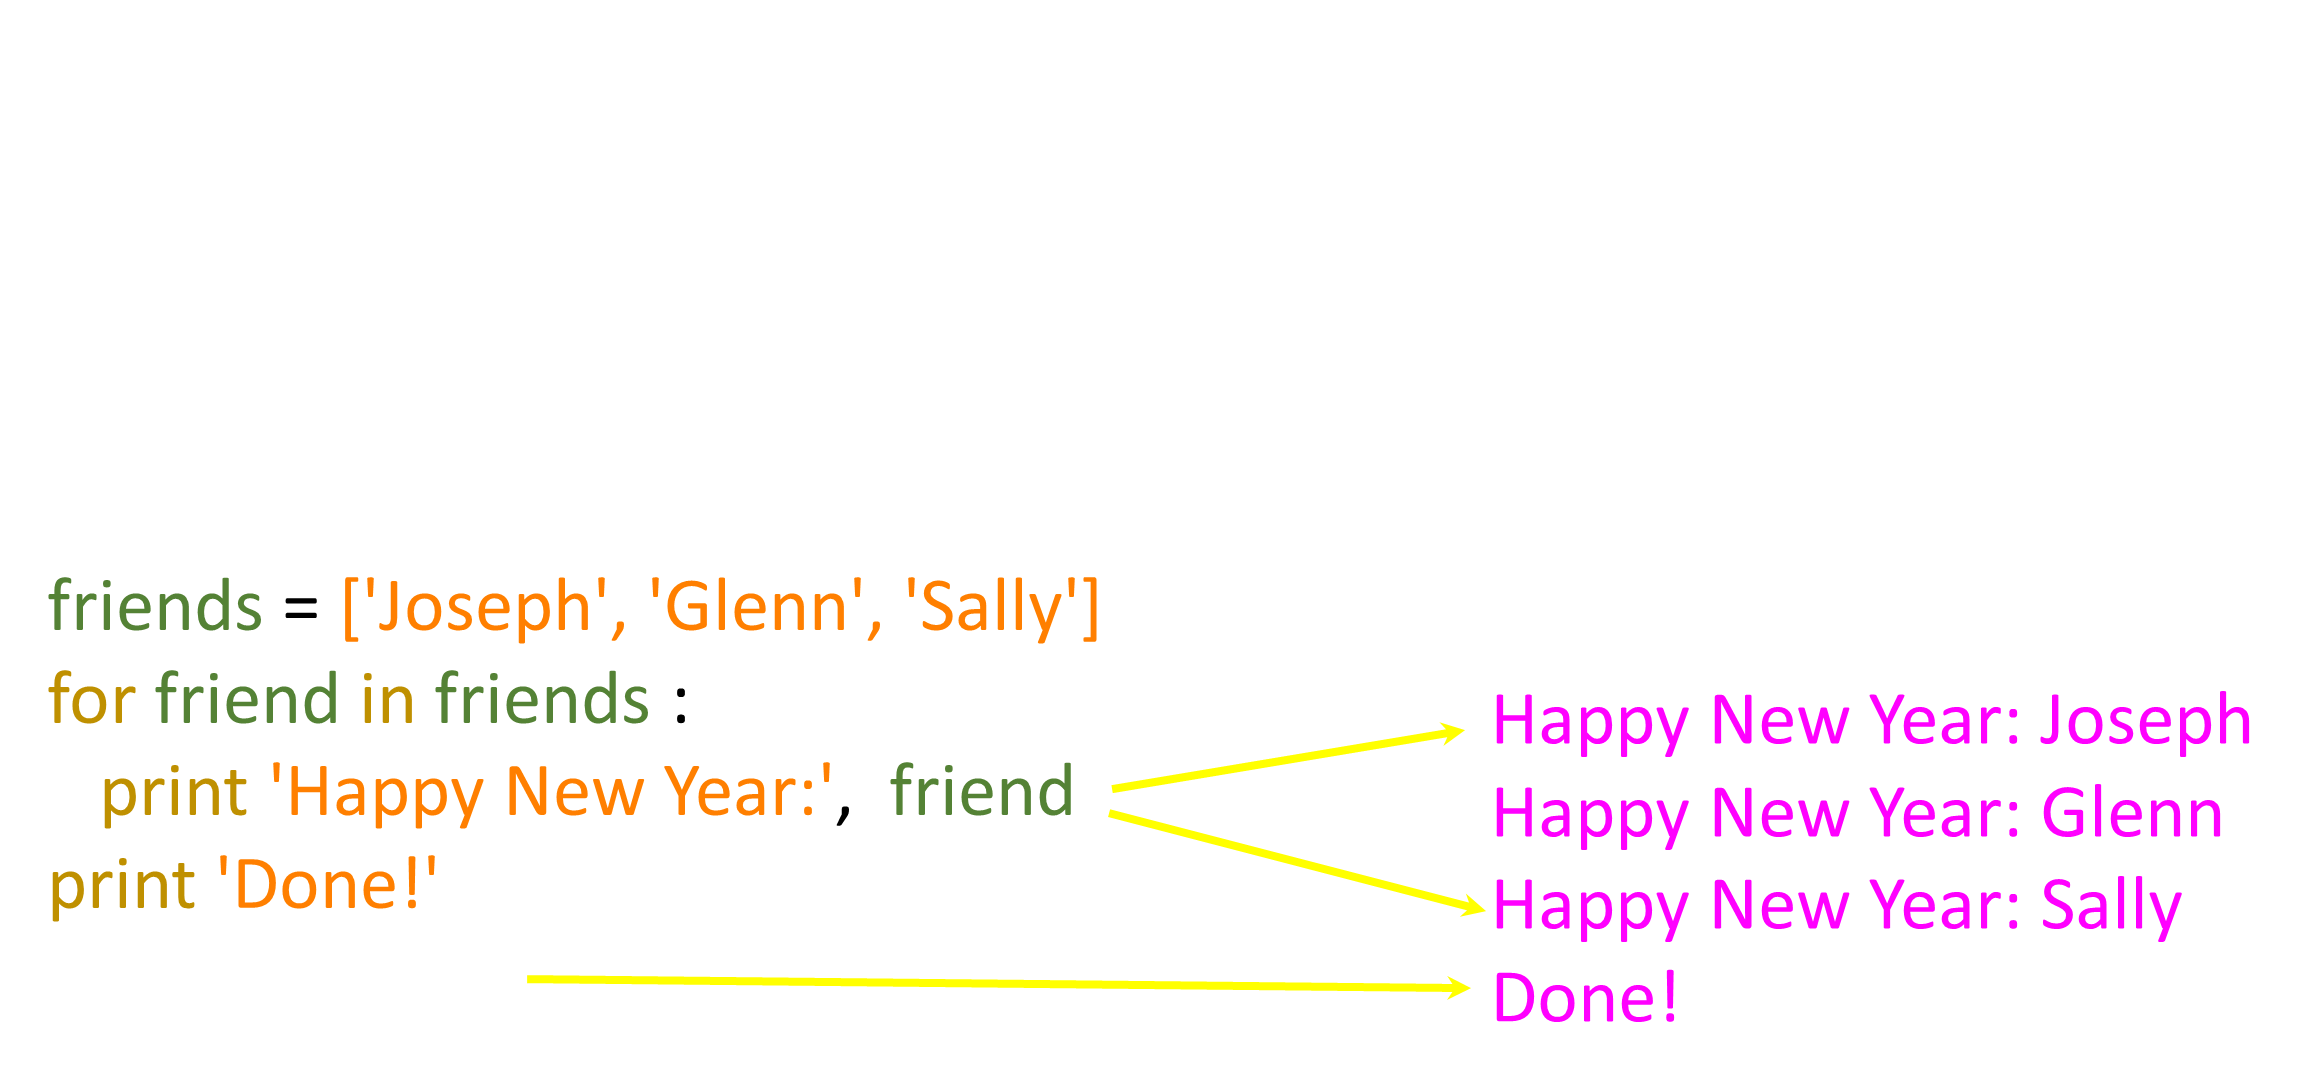 friends = ['Joseph', 'Glenn', 'Sally']
for friend in friends :
print 'Happy New Year:', friend
print 'Done!'
Happy New Year: Joseph
Happy New Year: Glenn
Happy New Year: Sally
Done!